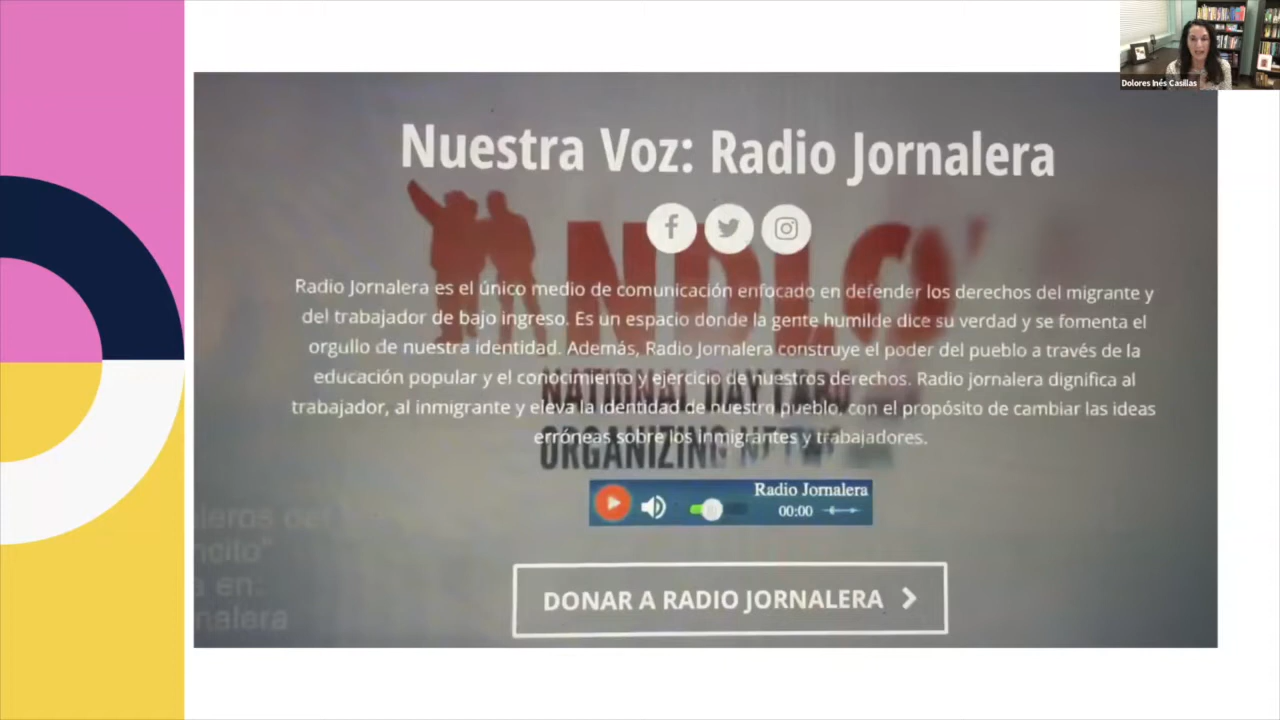 Dolores Inés Casillas
Nuestra Voz: Radio Jornalera
NDLO
Radio Jornalera es el único medio de comunicación enfocado en defender los derechos del migrante y
del trabajador de bajo ingreso. Es un espacio donde la gente humilde dice su verdad y se fomenta el
orgullo de nuestra identidad. Además, Radio Jornalera construye el poder del pueblo a través de la
educación popular y el conocimiento y ejercicio de nuestros derechos. Radio Jornalera dignifica al
NATIONAL DAY
trabajador, al inmigrante y eleva la identidad de nuestro pueblo, con el propósito de cambiar las ideas
erróneas sobre los inmigrantes y trabajadores.
ORGANIZING
Radio Jornalera
00:00
en:
DONAR A RADIO JORNALERA